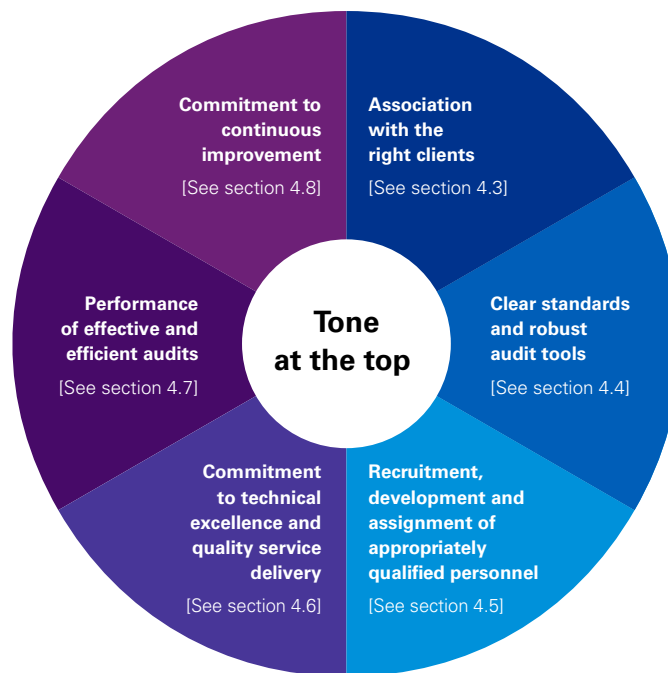 Commitment to
continuous
improvement
[See section 4.8]
Association
with the
right clients
[See section 4.3]
Performance
of effective and
efficient audits
[See section 4.7]
Tone
at the top
Clear standards
and robust
audit tools
[See section 4.4]
Commitment
to technical
excellence and
quality service
delivery
[See section 4.6]
Recruitment,
development and
assignment of
appropriately
qualified personnel
[See section 4.5]